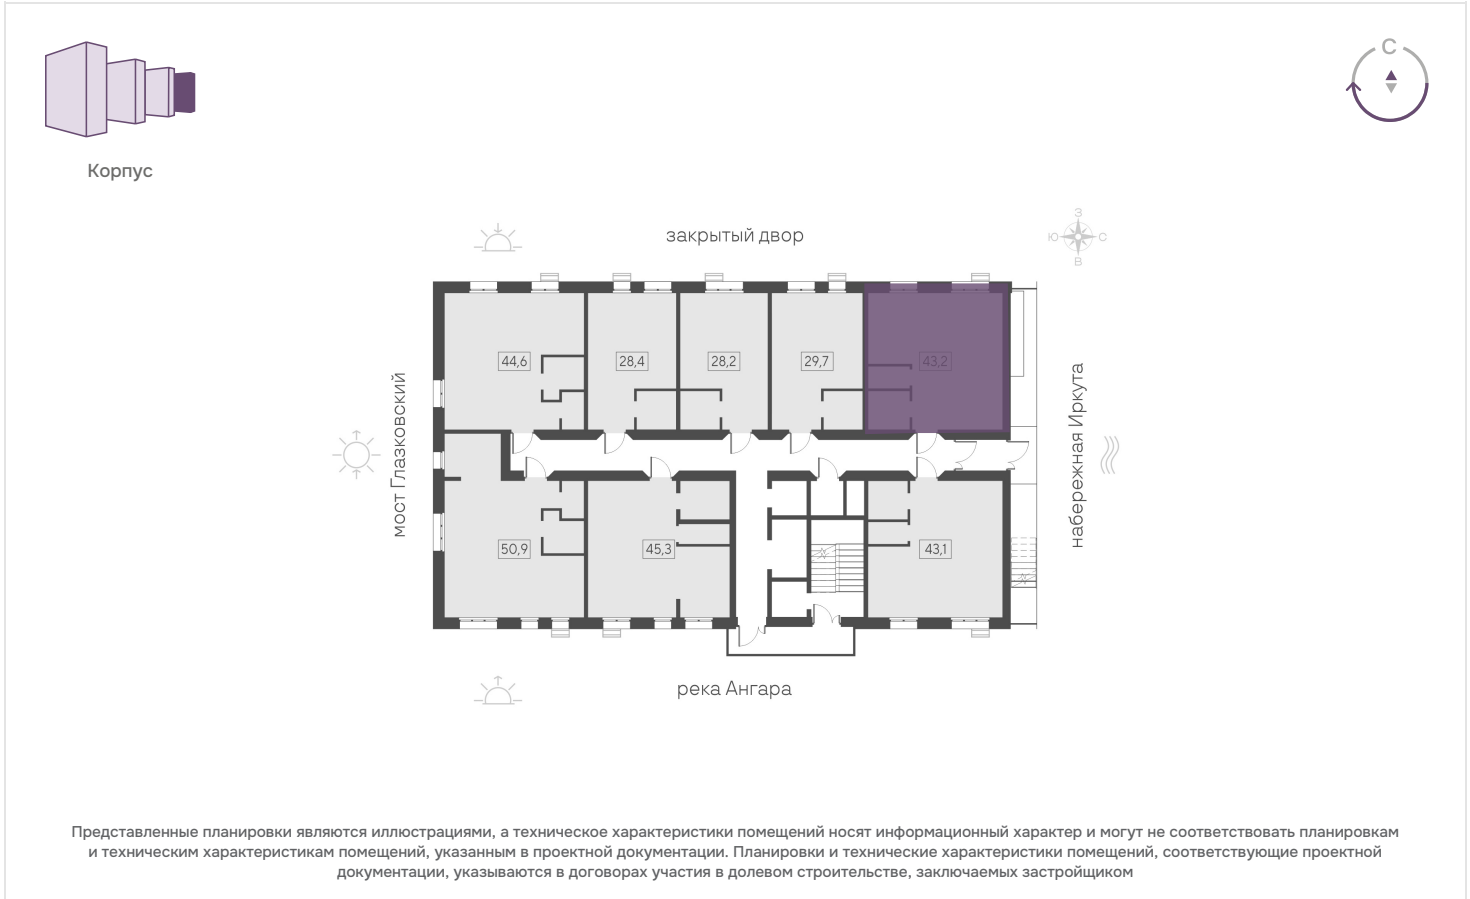 С
Корпус
закрытый двор
З
Ю
С
В
44,6
28,4
28,2
29,7
43,2
мост Глазковский
набережная Иркута
50,9
45,3
43,1
река Ангара
Представленные планировки являются иллюстрациями, а техническое характеристики помещений носят информационный характер и могут не соответствовать планировкам
и техническим характеристикам помещений, указанным в проектной документации. Планировки и технические характеристики помещений, соответствующие проектной
документации, указываются в договорах участия в долевом строительстве, заключаемых застройщиком